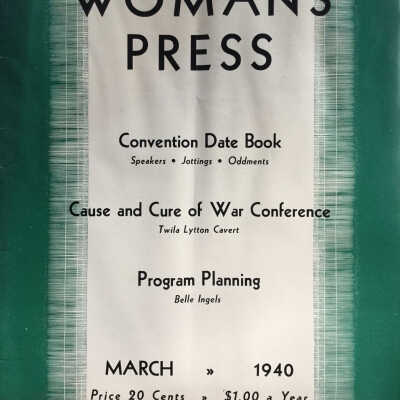 WOMAN'S
PRESS
Convention Date Book
Speakers • Jottings • Oddments
Cause and Cure of War Conference
Twila Lytton Cavert
Program Planning
Belle Ingels
MARCH » 1940
Price 20 Cents » $1.00 a Year